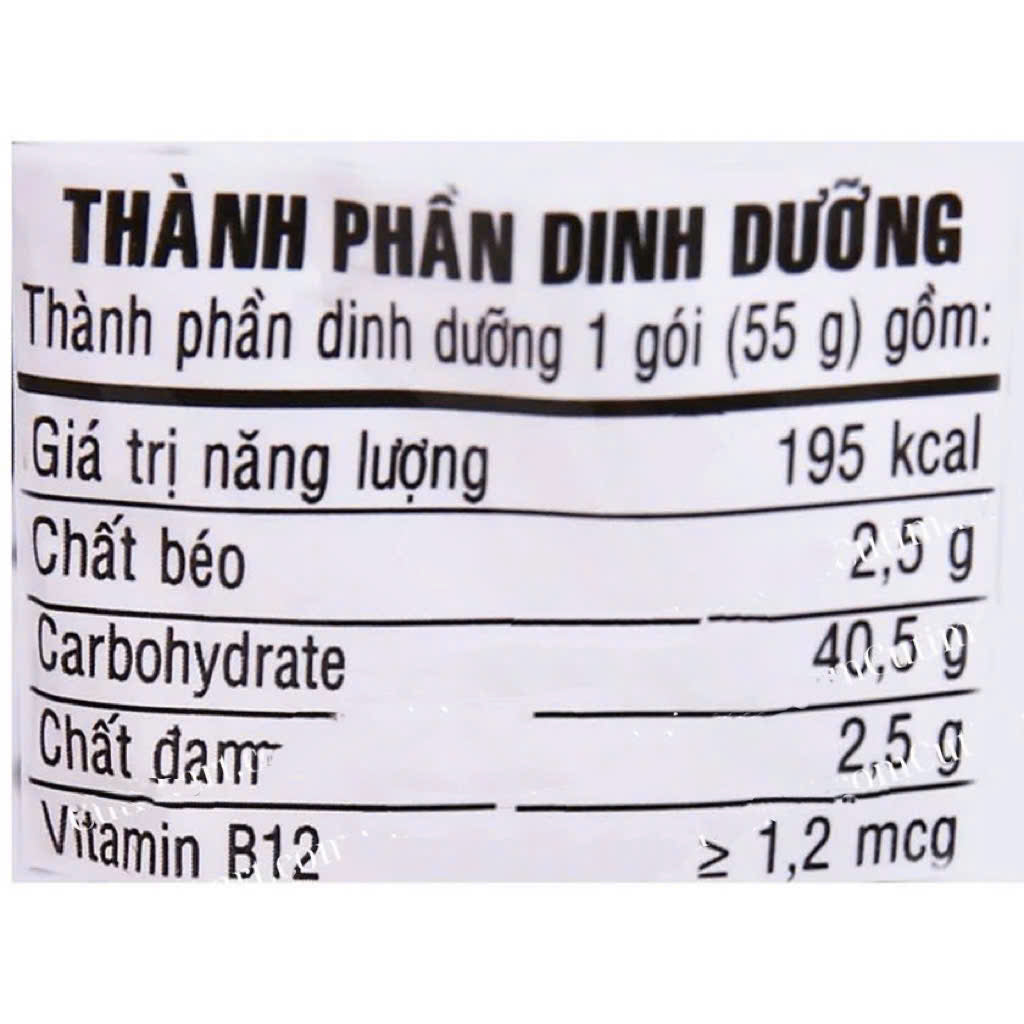 THÀNH PHẦN DINH DƯỠNG
Thành phần dinh dưỡng 1 gói (55 g) gồm:
Giá trị năng lượng 195 kcal
Chất béo 2,5 g
Carbohydrate 40,5 g
Chất đạm 2,5 g
Vitamin B12 ≥ 1,2 mcg